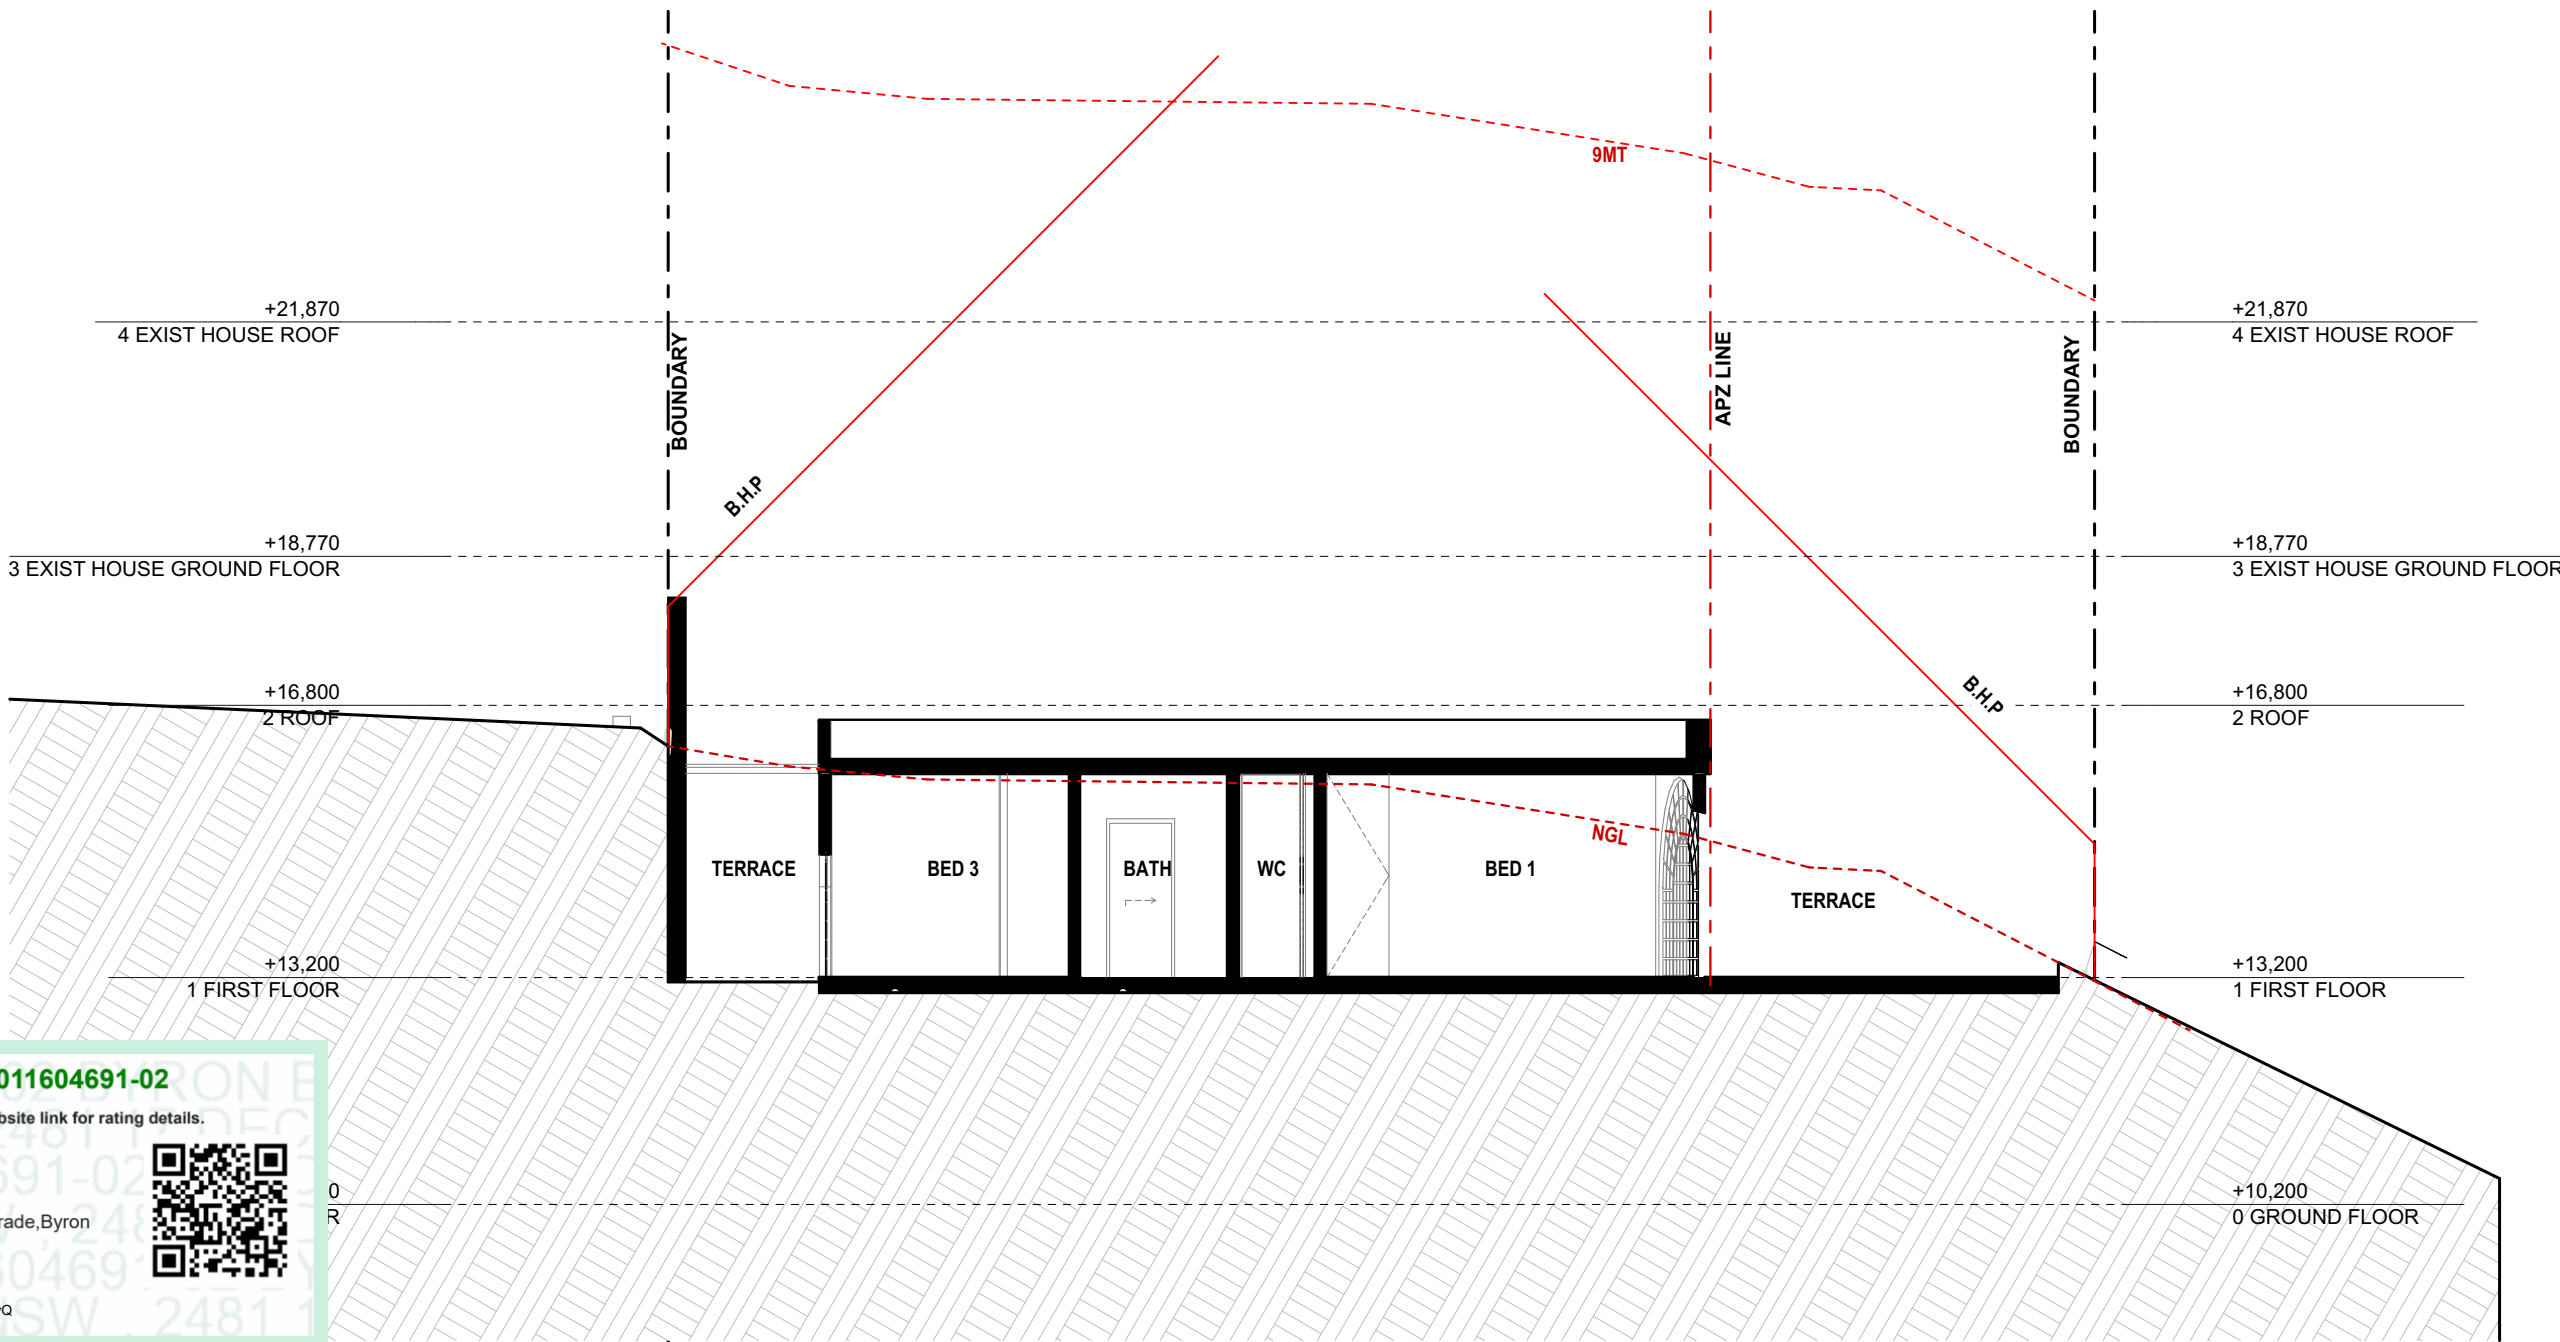 9MT
+21,870
4 EXIST HOUSE ROOF
+21,870
4 EXIST HOUSE ROOF
BOUNDARY
APZ LINE
BOUNDARY
B.H.P
+18,770
3 EXIST HOUSE GROUND FLOOR
+18,770
3 EXIST HOUSE GROUND FLOOR
B.H.P
+16,800
2 ROOF
+16,800
2 ROOF
NGL
TERRACE
BED 3
BATH
WC
BED 1
TERRACE
+13,200
1 FIRST FLOOR
+13,200
1 FIRST FLOOR
011604691-02
bsite link for rating details.
rade,Byron
0
R
+10,200
0 GROUND FLOOR